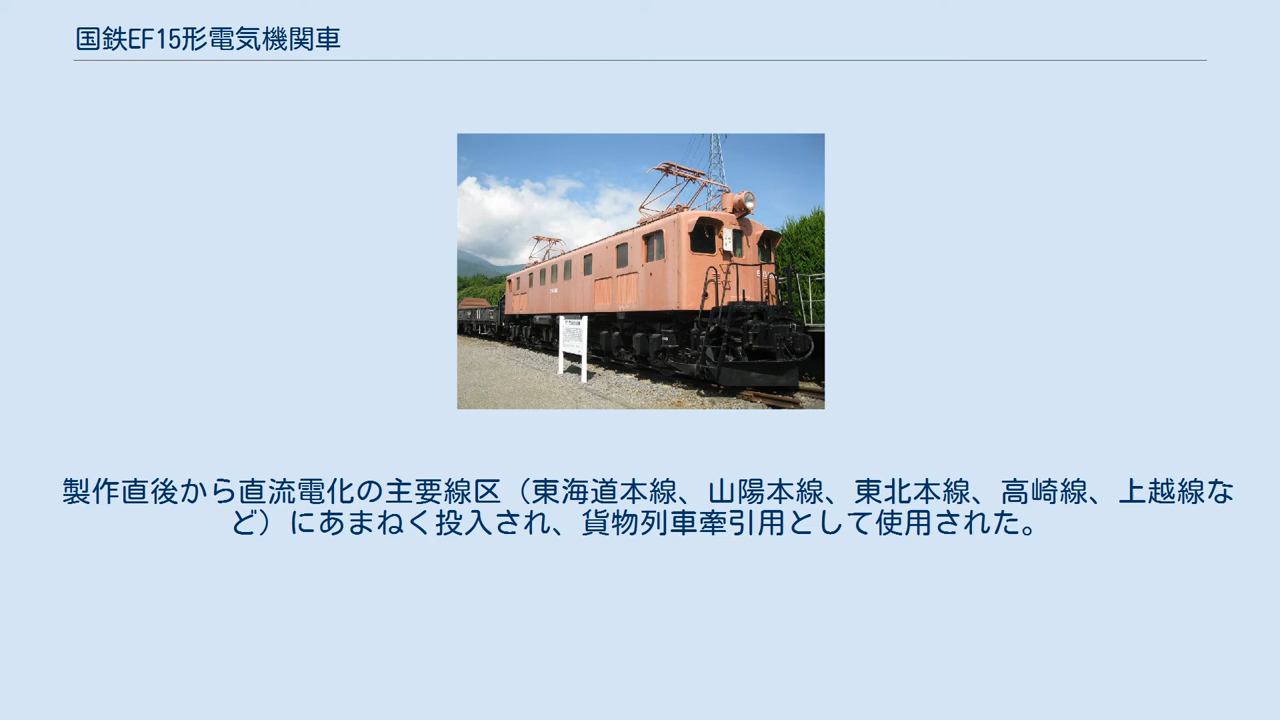 国鉄EF15形電気機関車
製作直後から直流電化の主要線区（東海道本線、山陽本線、東北本線、高崎線、上越線な
ど）にあまねく投入され、貨物列車牽引用として使用された。